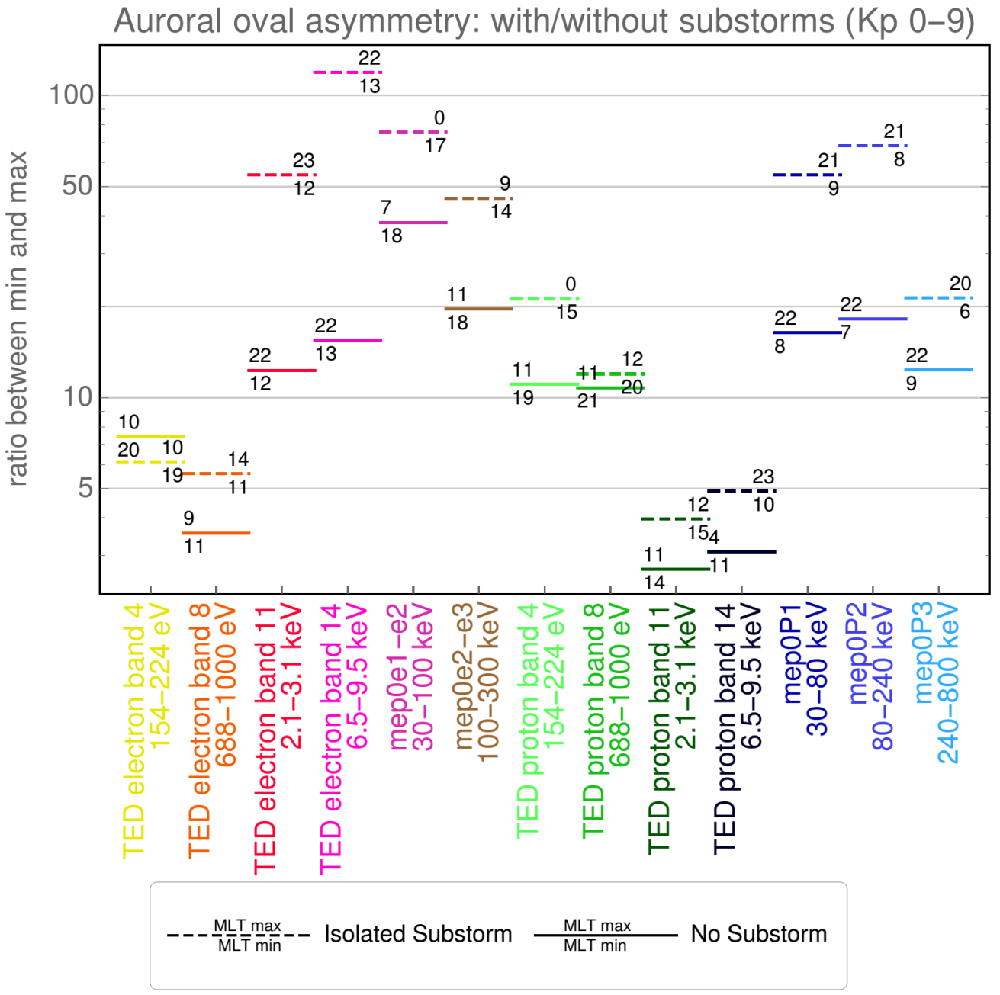 Auroral oval asymmetry: with/without substorms (Kp 0–9)
ratio between min and max
100
50
10
5
22
13
0
17
23
12
9
14
7
18
21
9
21
8
11
18
0
15
20
6
22
13
22
12
22
8
22
7
22
9
11
19
12
11
20
21
10
20
10
19
14
11
9
11
12
15
11
14
23
10
4
11
TED electron band 4
154–224 eV
TED electron band 8
688–1000 eV
TED electron band 11
2.1–3.1 keV
TED electron band 14
6.5–9.5 keV
mep0e1–e2
30–100 keV
mep0e2–e3
100–300 keV
TED proton band 4
154–224 eV
TED proton band 8
688–1000 eV
TED proton band 11
2.1–3.1 keV
TED proton band 14
6.5–9.5 keV
mep0P1
30–80 keV
mep0P2
80–240 keV
mep0P3
240–800 keV
MLT max
MLT min
Isolated Substorm
MLT max
MLT min
No Substorm